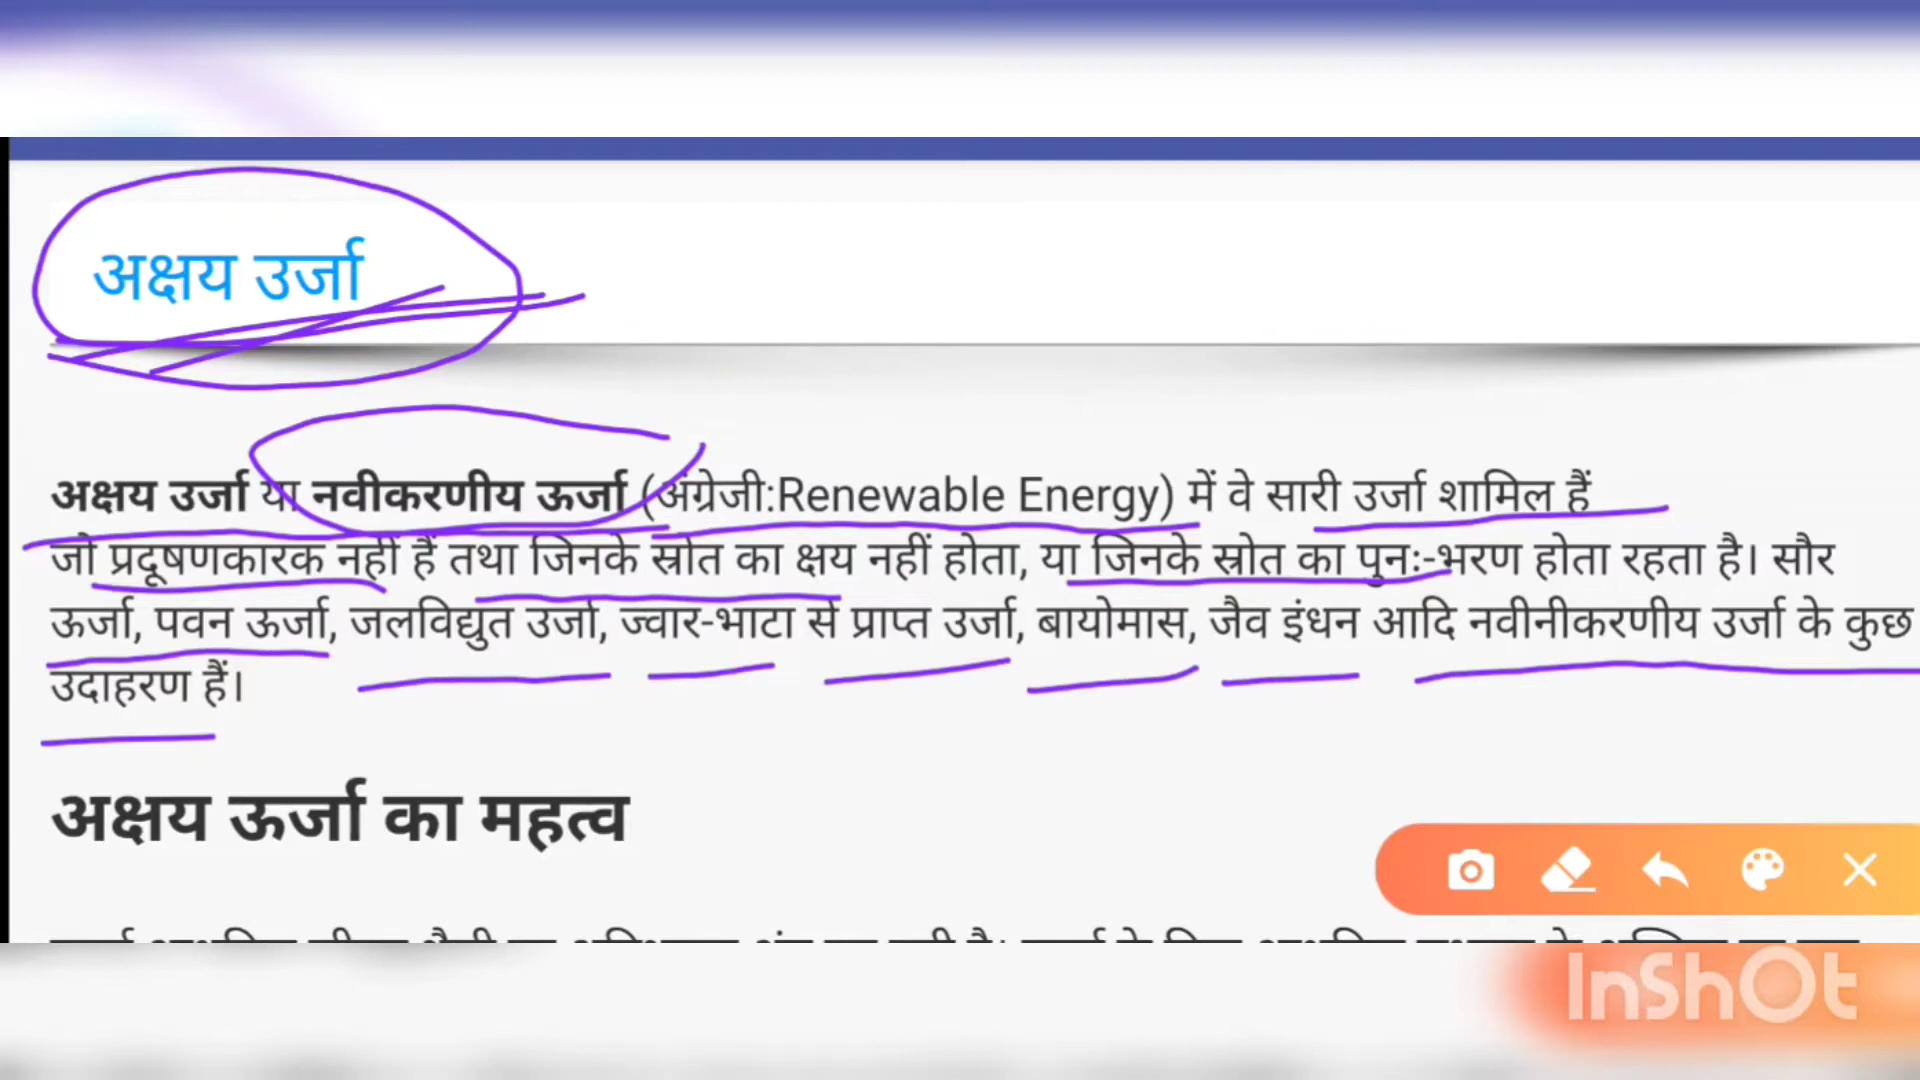 अक्षय उर्जा
अक्षय उर्जा या नवीकरणीय ऊर्जा (अंग्रेजी:Renewable Energy) में वे सारी उर्जा शामिल हैं
जो प्रदूषणकारक नहीं हैं तथा जिनके स्रोत का क्षय नहीं होता, या जिनके स्रोत का पुनः-भरण होता रहता है। सौर
ऊर्जा, पवन ऊर्जा, जलविद्युत उर्जा, ज्वार-भाटा से प्राप्त उर्जा, बायोमास, जैव इंधन आदि नवीनीकरणीय उर्जा के कुछ
उदाहरण हैं।
अक्षय ऊर्जा का महत्व
InShOt